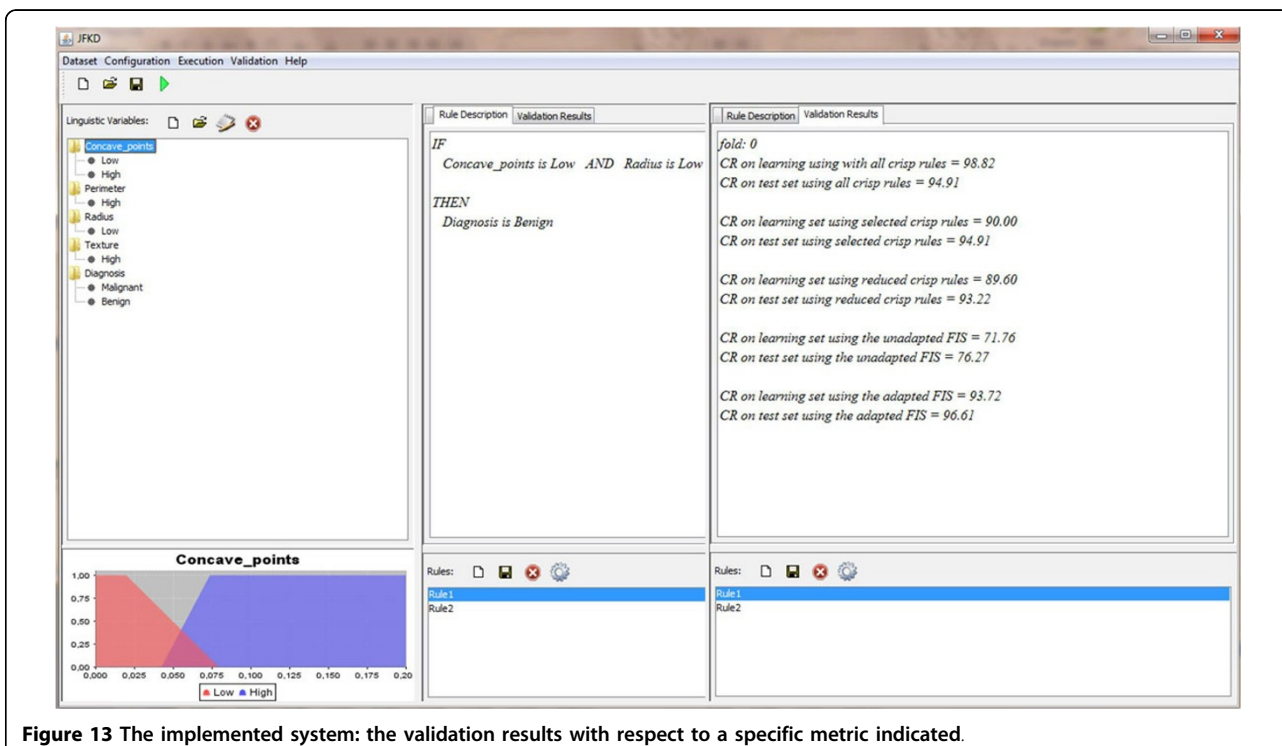 JFKD
Dataset Configuration Execution Validation Help
Linguistic Variables:
Concave_points
Low
High
Perimeter
High
Radius
Low
Texture
High
Diagnosis
Malignant
Benign
Concave_points
1,00
0,75
0,50
0,25
0,00
0,000 0,025 0,050 0,075 0,100 0,125 0,150 0,175 0,20
Low High
Rule Description Validation Results
IF
Concave_points is Low AND Radius is Low
THEN
Diagnosis is Benign
Rules:
Rule1
Rule2
Rule Description Validation Results
fold: 0
CR on learning using with all crisp rules = 98.82
CR on test set using all crisp rules = 94.91
CR on learning set using selected crisp rules = 90.00
CR on test set using selected crisp rules = 94.91
CR on learning set using reduced crisp rules = 89.60
CR on test set using reduced crisp rules = 93.22
CR on learning set using the unadapted FIS = 71.76
CR on test set using the unadapted FIS = 76.27
CR on learning set using the adapted FIS = 93.72
CR on test set using the adapted FIS = 96.61
Rules:
Rule1
Rule2
Figure 13 The implemented system: the validation results with respect to a specific metric indicated.